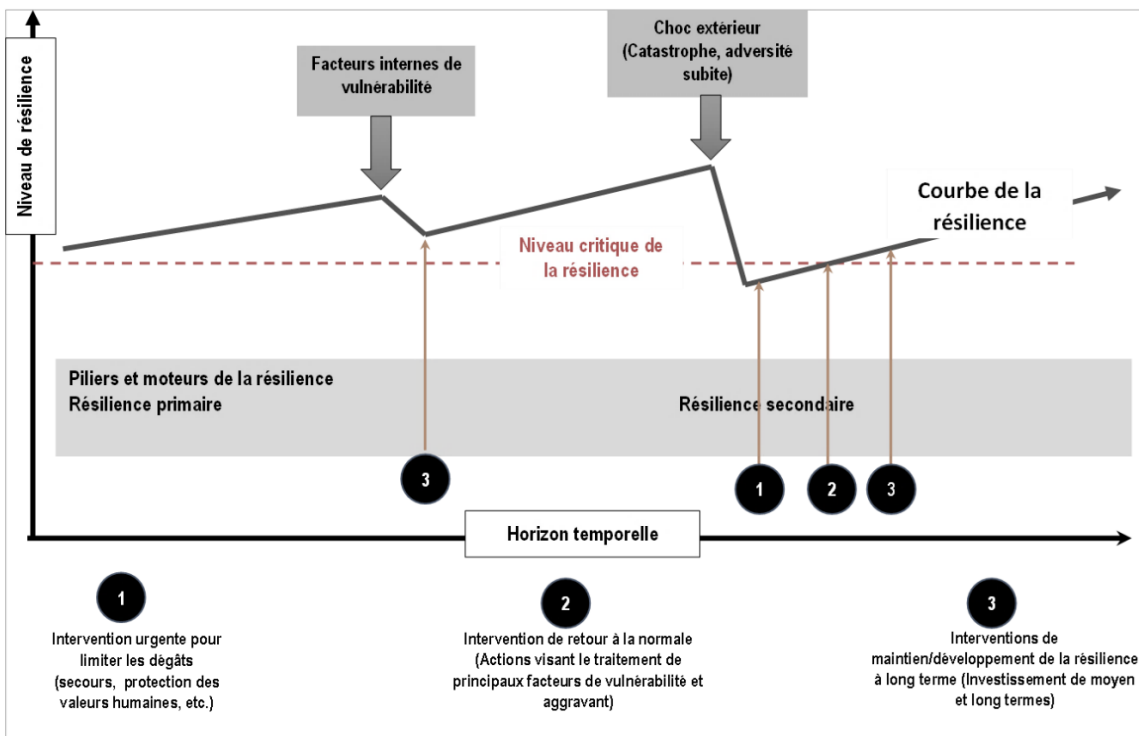 Niveau de résilience
Facteurs internes de
vulnérabilité
Choc extérieur
(Catastrophe, adversité
subite)
Courbe de la
résilience
Niveau critique de
la résilience
Piliers et moteurs de la résilience
Résilience primaire
Résilience secondaire
3
1
2
3
Horizon temporelle
1
Intervention urgente pour
limiter les dégâts
(secours, protection des
valeurs humaines, etc.)
2
Intervention de retour à la normale
(Actions visant le traitement de
principaux facteurs de vulnérabilité et
aggravant)
3
Interventions de
maintien/développement de la résilience
à long terme (Investissement de moyen
et long termes)